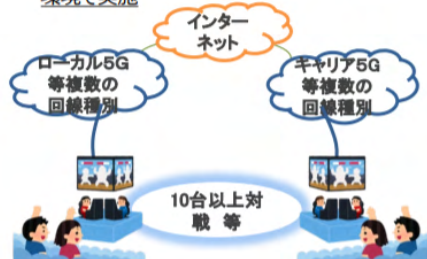 環境で実施
インター
ネット
ローカル5G
等複数の
回線種別
キャリア5G
等複数の
回線種別
10台以上対
戦 等